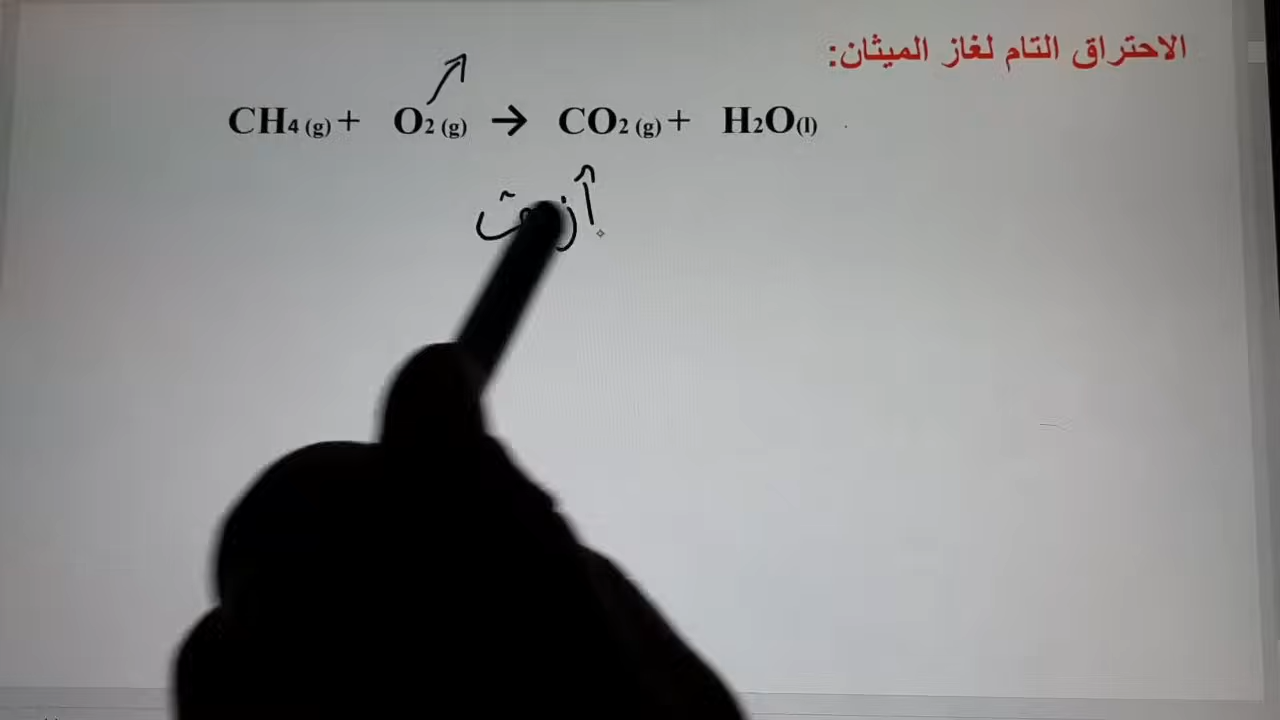 الاحتراق التام لغاز الميثان:
CH4 (g) + O2 (g) → CO2 (g) + H2O(l)